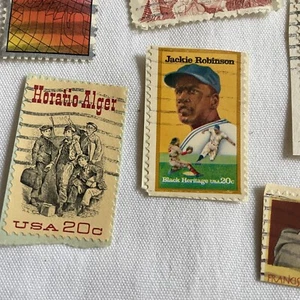 Jackie Robinson
Black Heritage USA 20c
Horatio Alger
USA 20c